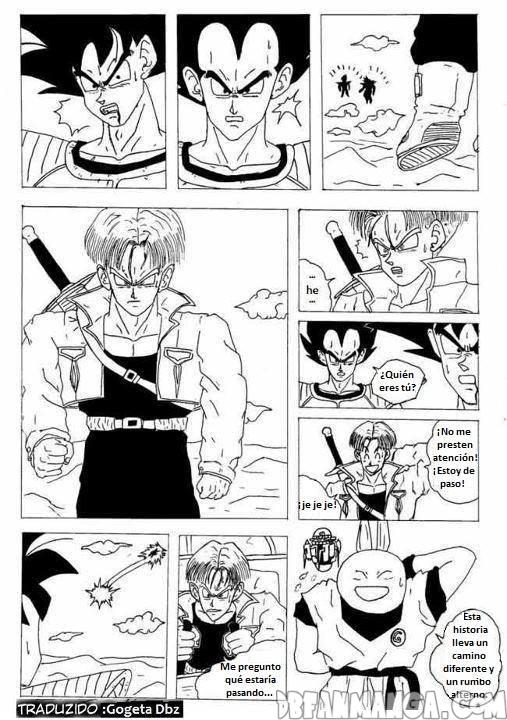 ...
he
...
¿Quién
eres tú?
¡No me
presten
atención!
¡Estoy de
paso!
¡je je je!
Me pregunto
qué estaría
pasando...
Esta
historia
lleva un
camino
diferente y
un rumbo
alterno.
TRADUZIDO :Gogeta Dbz
DBFANMANGA.COM